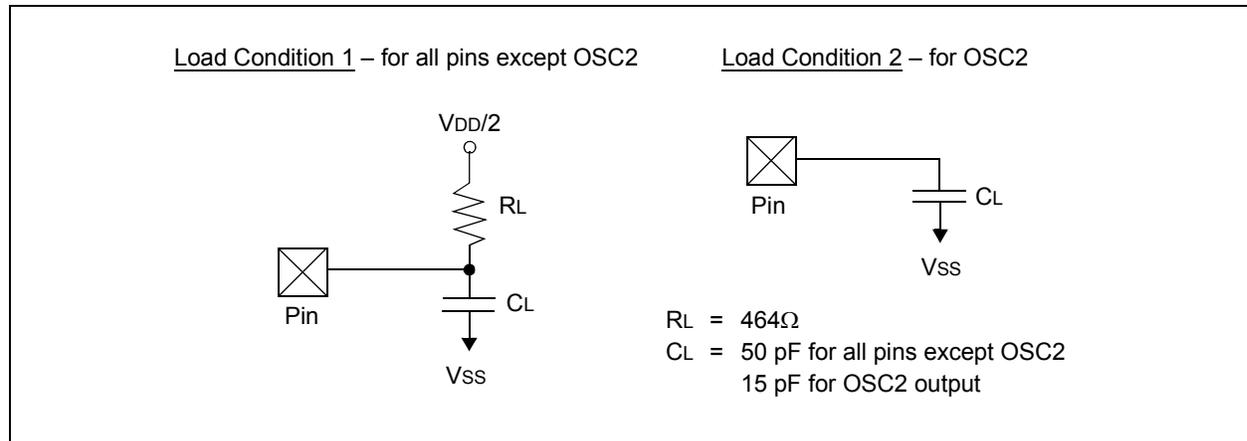 Load Condition 1 – for all pins except OSC2
VDD/2
RL
Pin
CL
VSS
Load Condition 2 – for OSC2
Pin
CL
VSS
RL = 464Ω
CL = 50 pF for all pins except OSC2
15 pF for OSC2 output